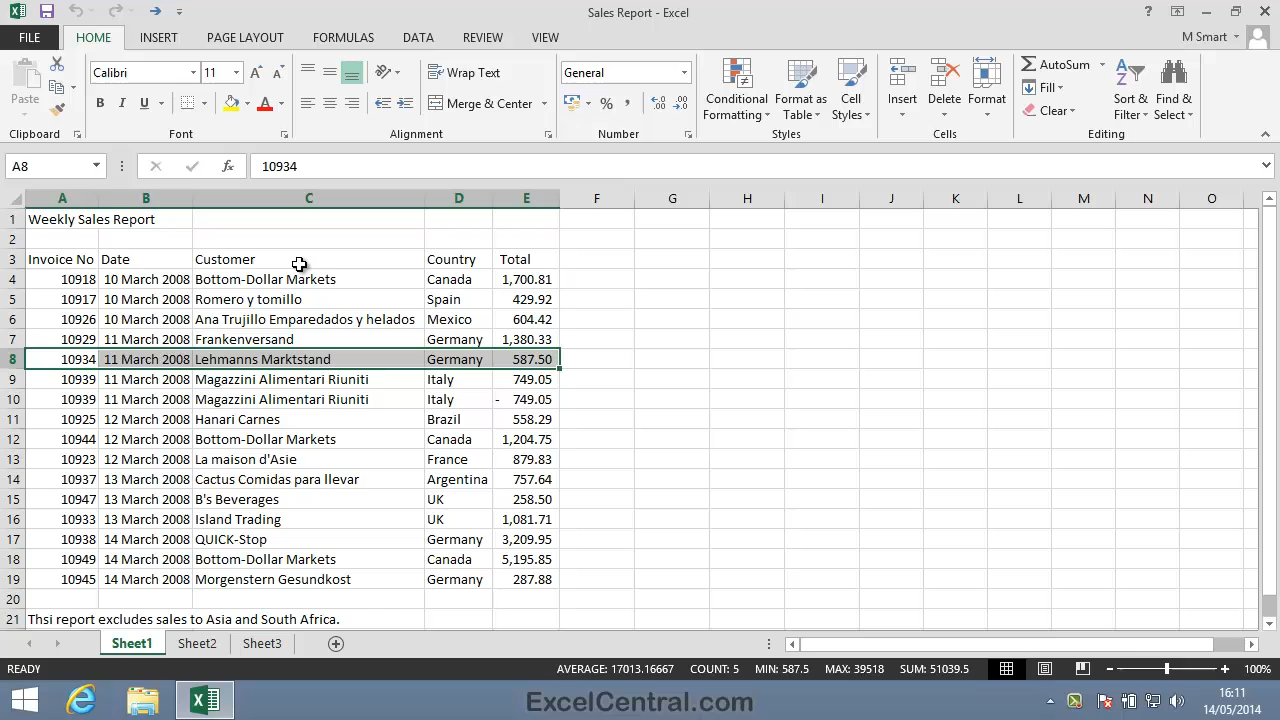 Sales Report - Excel
FILE HOME INSERT PAGE LAYOUT FORMULAS DATA REVIEW VIEW M Smart
Paste
Calibri 11 A A
B I U A
Wrap Text
Merge & Center
General
% ,
Conditional Formatting
Format as Table
Cell Styles
Insert Delete Format
AutoSum
Fill
Clear
Sort & Filter
Find & Select
Clipboard Font Alignment Number Styles Cells Editing
A8 fx 10934
A B C D E F G H I J K L M N O
1 Weekly Sales Report
2
3 Invoice No Date Customer Country Total
4 10918 10 March 2008 Bottom-Dollar Markets Canada 1,700.81
5 10917 10 March 2008 Romero y tomillo Spain 429.92
6 10926 10 March 2008 Ana Trujillo Emparedados y helados Mexico 604.42
7 10929 11 March 2008 Frankenversand Germany 1,380.33
8 10934 11 March 2008 Lehmanns Marktstand Germany 587.50
9 10939 11 March 2008 Magazzini Alimentari Riuniti Italy 749.05
10 10939 11 March 2008 Magazzini Alimentari Riuniti Italy - 749.05
11 10925 12 March 2008 Hanari Carnes Brazil 558.29
12 10944 12 March 2008 Bottom-Dollar Markets Canada 1,204.75
13 10923 12 March 2008 La maison d'Asie France 879.83
14 10937 13 March 2008 Cactus Comidas para llevar Argentina 757.64
15 10947 13 March 2008 B's Beverages UK 258.50
16 10933 13 March 2008 Island Trading UK 1,081.71
17 10938 14 March 2008 QUICK-Stop Germany 3,209.95
18 10949 14 March 2008 Bottom-Dollar Markets Canada 5,195.85
19 10945 14 March 2008 Morgenstern Gesundkost Germany 287.88
20
21 Thsi report excludes sales to Asia and South Africa.
Sheet1 Sheet2 Sheet3
READY AVERAGE: 17013.16667 COUNT: 5 MIN: 587.5 MAX: 39518 SUM: 51039.5 100%
ExcelCentral.com
16:11
14/05/2014